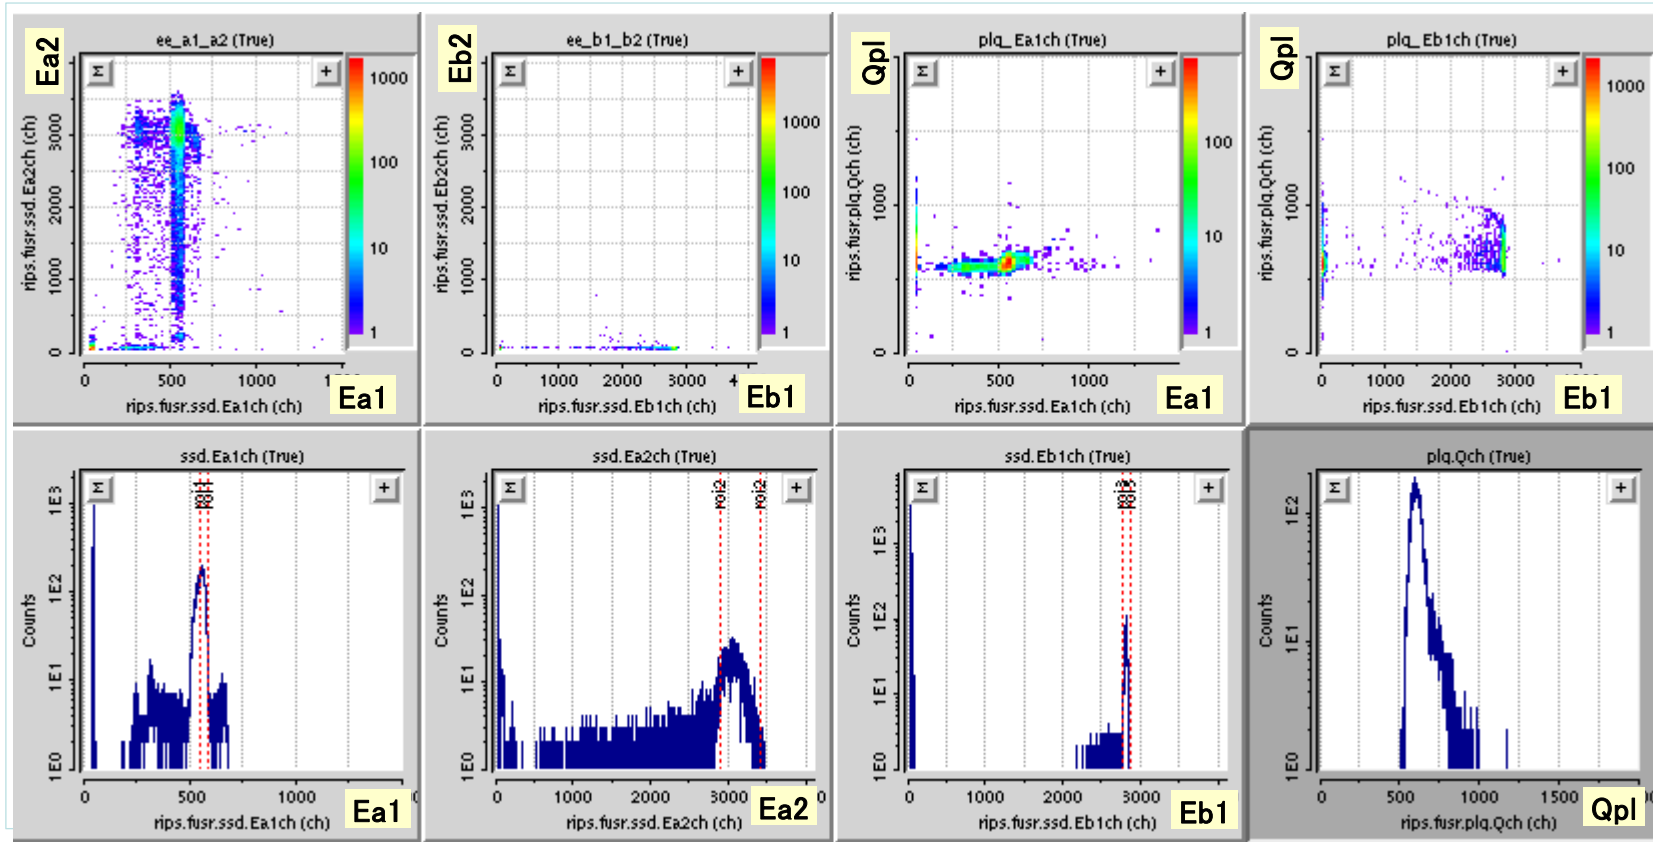 ee_a1_a2 (True)
Ea2
Σ
+
rips.fusr.ssd.Ea2ch (ch)
0 1000 2000 3000
1000
100
10
1
0 500 1000
Ea1
rips.fusr.ssd.Ea1ch (ch)
ee_b1_b2 (True)
Eb2
Σ
+
rips.fusr.ssd.Eb2ch (ch)
0 1000 2000 3000
1000
100
10
1
0 1000 2000 3000
Eb1
rips.fusr.ssd.Eb1ch (ch)
plq_Ea1ch (True)
Qpl
Σ
+
rips.fusr.plq.Qch (ch)
0 1000
100
10
1
0 500 1000
Ea1
rips.fusr.ssd.Ea1ch (ch)
plq_Eb1ch (True)
Qpl
Σ
+
rips.fusr.plq.Qch (ch)
0 1000
1000
100
10
1
0 1000 2000 3000
Eb1
rips.fusr.ssd.Eb1ch (ch)
ssd.Ea1ch (True)
Σ
+
Counts
1E0 1E1 1E2 1E3
0 500 1000
Ea1
rips.fusr.ssd.Ea1ch (ch)
ssd.Ea2ch (True)
Σ
roi2
roi2
+
Counts
1E0 1E1 1E2 1E3
0 1000 2000 3000
Ea2
rips.fusr.ssd.Ea2ch (ch)
ssd.Eb1ch (True)
Σ
+
Counts
1E0 1E1 1E2 1E3
0 1000 2000 3000
Eb1
rips.fusr.ssd.Eb1ch (ch)
plq.Qch (True)
Σ
+
Counts
1E0 1E1 1E2
0 500 1000 1500
Qpl
rips.fusr.plq.Qch (ch)